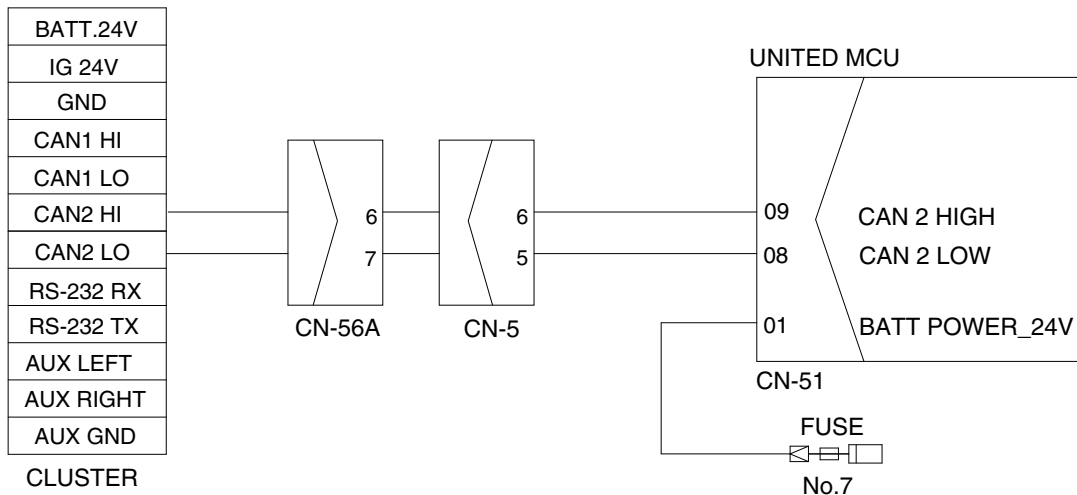 BATT.24V
IG 24V
GND
CAN1 HI
CAN1 LO
CAN2 HI
CAN2 LO
RS-232 RX
RS-232 TX
AUX LEFT
AUX RIGHT
AUX GND
CLUSTER
6
7
CN-56A
6
5
CN-5
UNITED MCU
09 CAN 2 HIGH
08 CAN 2 LOW
01 BATT POWER_24V
CN-51
FUSE
No.7